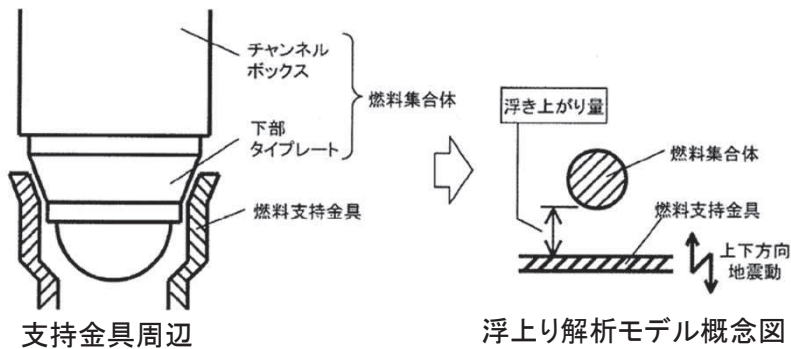 チャンネル
ボックス
燃料集合体
下部
タイプレート
燃料支持金具
支持金具周辺
浮き上がり量
燃料集合体
燃料支持金具
上下方向
地震動
浮上り解析モデル概念図